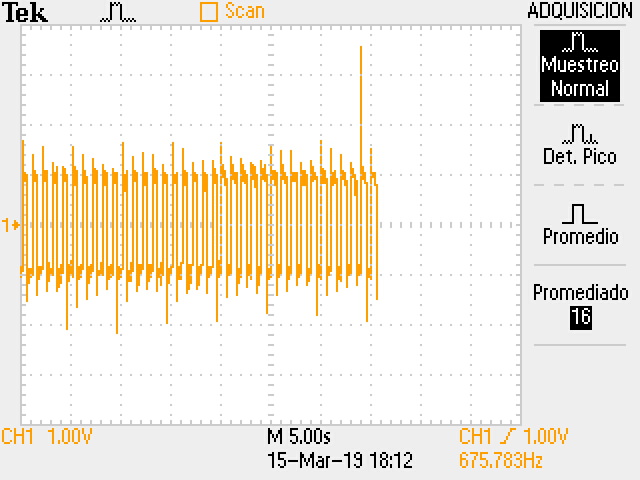 Tek
Scan
ADQUISICION
Muestreo
Normal
Det. Pico
Promedio
Promediado
16
1
CH1 1.00V
M 5.00s
CH1 1.00V
15-Mar-19 18:12
675.783Hz